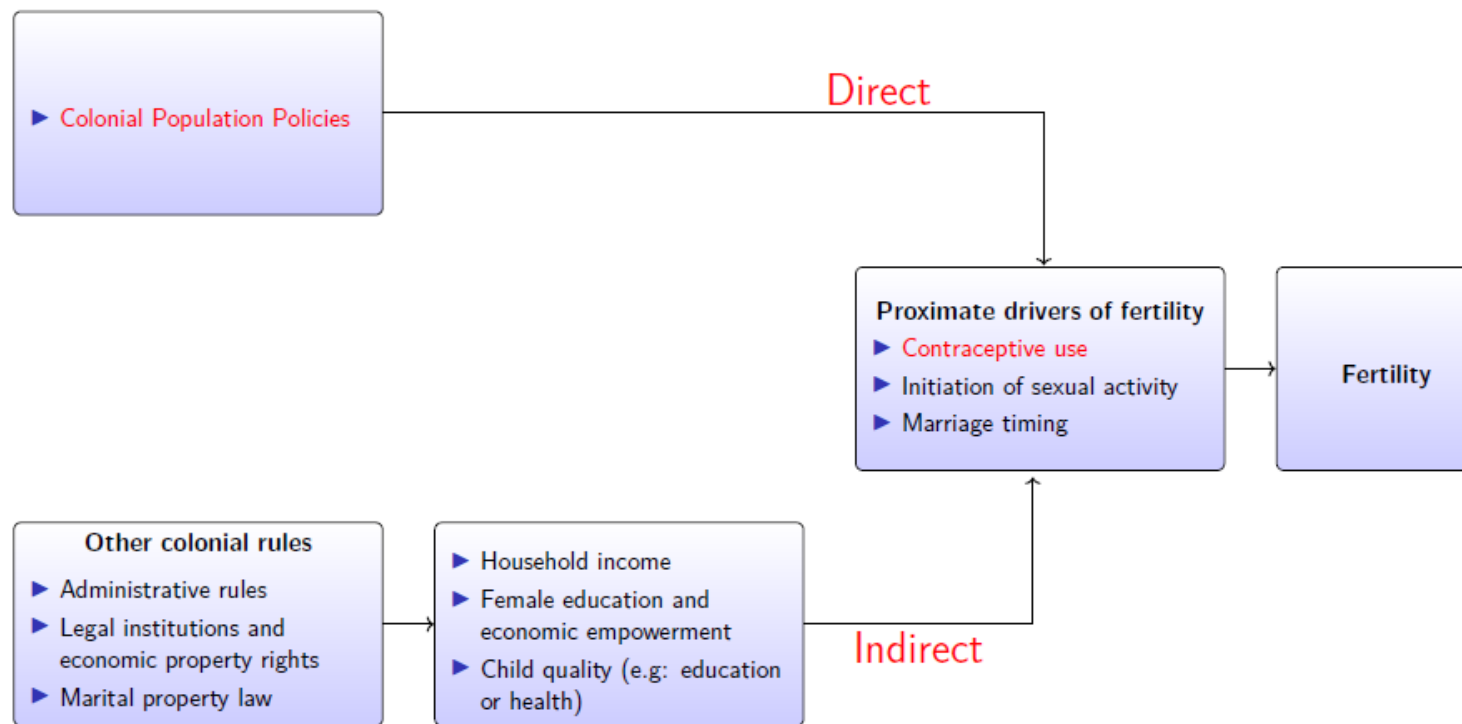 Direct
► Colonial Population Policies
Proximate drivers of fertility
► Contraceptive use
► Initiation of sexual activity
► Marriage timing
Fertility
Other colonial rules
► Administrative rules
► Legal institutions and
economic property rights
► Marital property law
► Household income
► Female education and
economic empowerment
► Child quality (e.g: education
or health)
Indirect